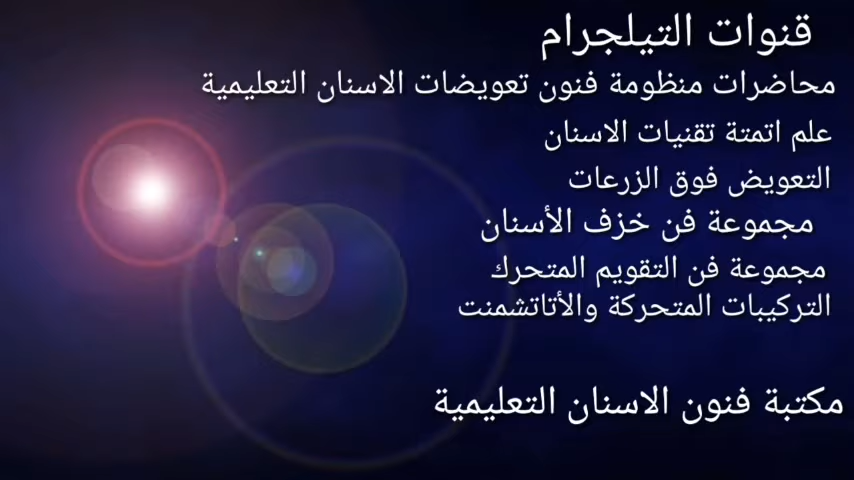 قنوات التيلجرام
محاضرات منظومة فنون تعويضات الاسنان التعليمية
علم اتمتة تقنيات الاسنان
التعويض فوق الزرعات
مجموعة فن خزف الأسنان
مجموعة فن التقويم المتحرك
التركيبات المتحركة والأتاتشمنت
مكتبة فنون الاسنان التعليمية